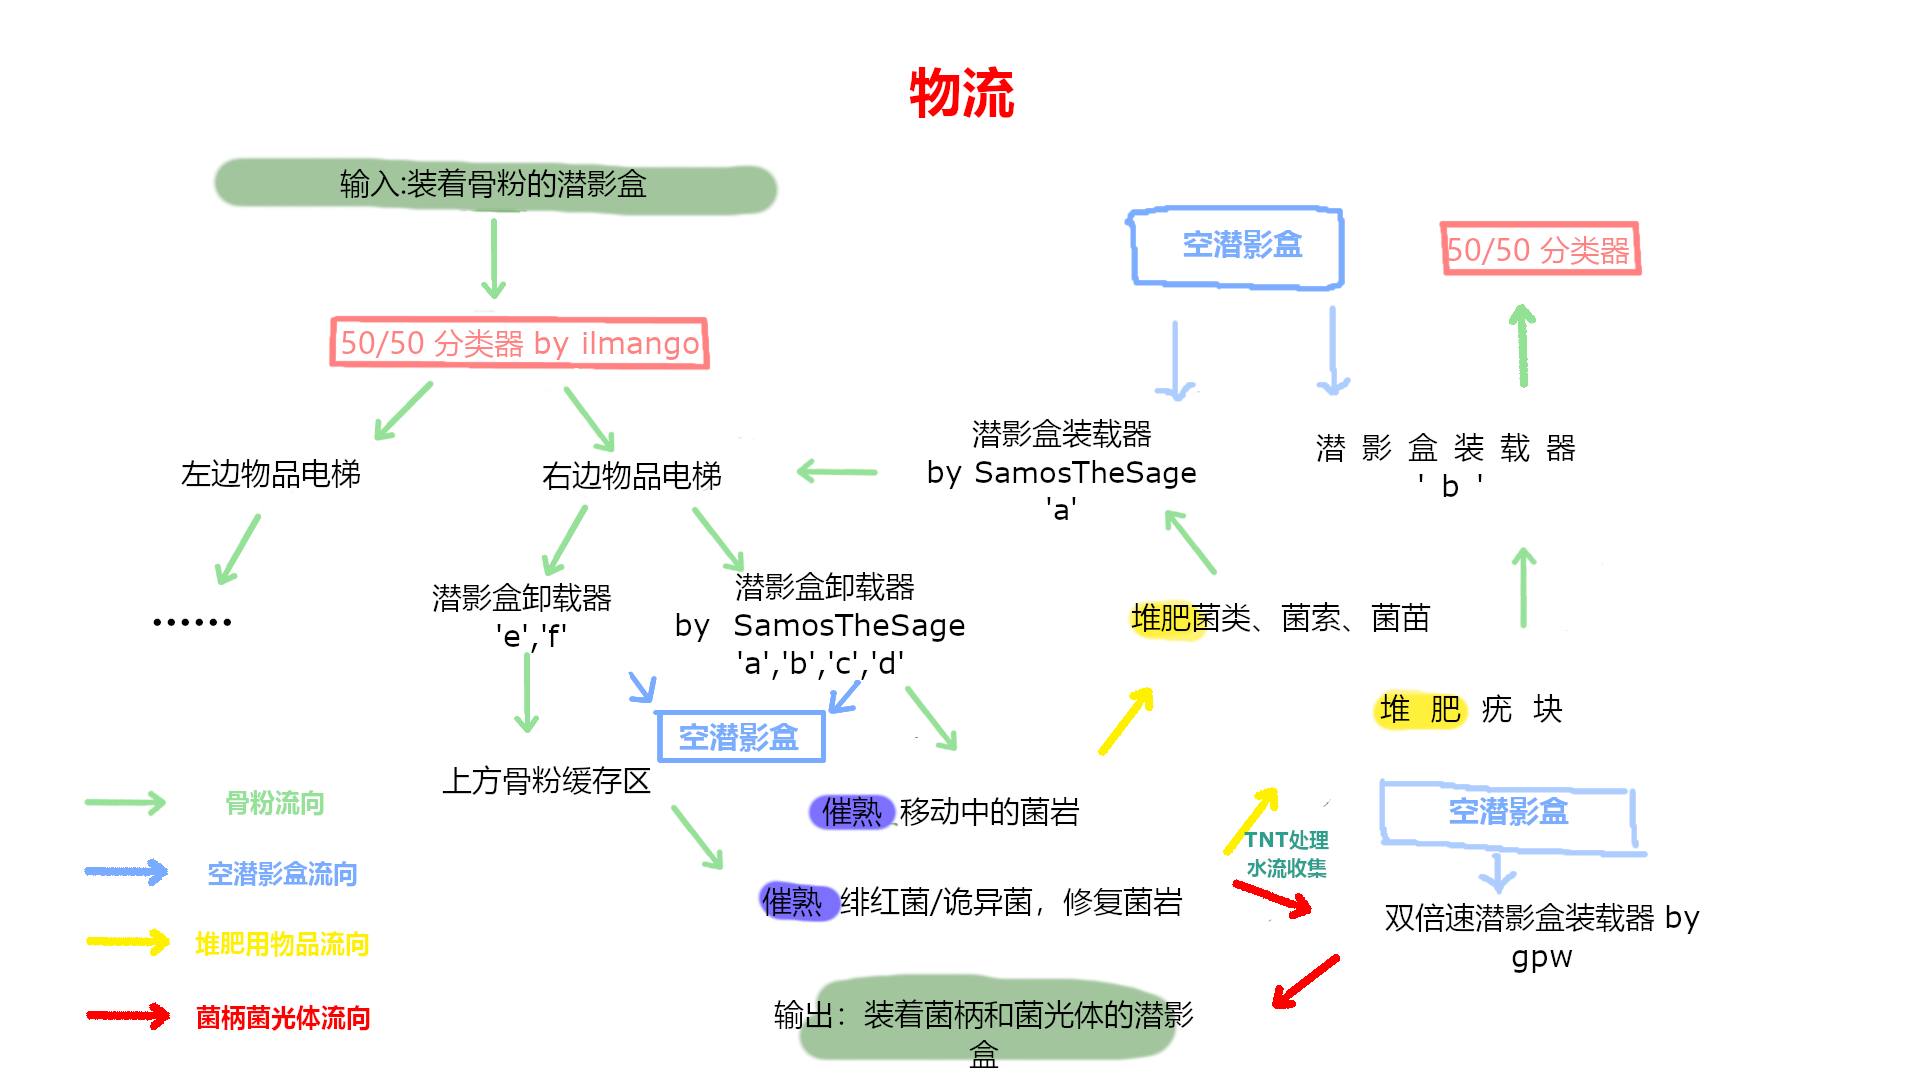 物流
输入:装着骨粉的潜影盒
空潜影盒
50/50 分类器
50/50 分类器 by ilmango
左边物品电梯
右边物品电梯
潜影盒装载器
by SamosTheSage
'a'
潜 影 盒 装 载 器
' b '
......
潜影盒卸载器
'e','f'
潜影盒卸载器
by SamosTheSage
'a','b','c','d'
堆肥菌类、菌索、菌苗
堆 肥 疣 块
空潜影盒
上方骨粉缓存区
催熟 移动中的菌岩
空潜影盒
TNT处理
水流收集
催熟 绯红菌/诡异菌，修复菌岩
双倍速潜影盒装载器 by
gpw
输出：装着菌柄和菌光体的潜影
盒
骨粉流向
空潜影盒流向
堆肥用物品流向
菌柄菌光体流向